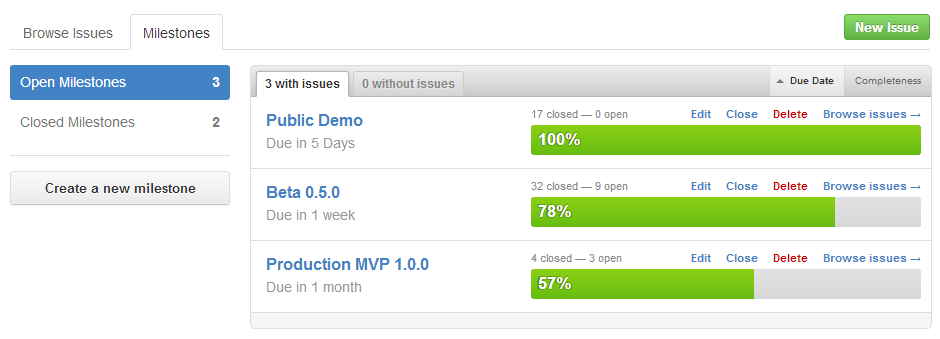 Browse Issues Milestones New Issue
Open Milestones 3
Closed Milestones 2
Create a new milestone
3 with issues 0 without issues Due Date Completeness
Public Demo 17 closed — 0 open Edit Close Delete Browse issues →
Due in 5 Days 100%
Beta 0.5.0 32 closed — 9 open Edit Close Delete Browse issues →
Due in 1 week 78%
Production MVP 1.0.0 4 closed — 3 open Edit Close Delete Browse issues →
Due in 1 month 57%